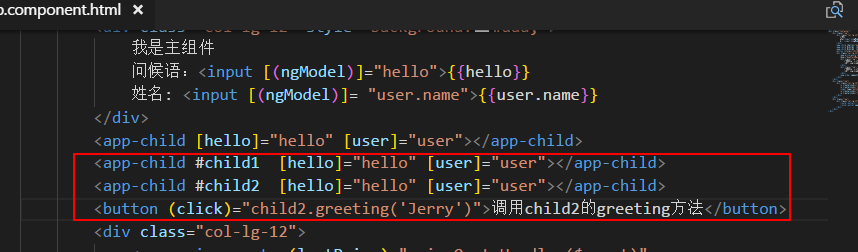 p.component.html ×
我是主组件
问候语：<input [(ngModel)]="hello">{{hello}}
姓名: <input [(ngModel)]= "user.name">{{user.name}}
</div>
<app-child [hello]="hello" [user]="user"></app-child>
<app-child #child1  [hello]="hello" [user]="user"></app-child>
<app-child #child2  [hello]="hello" [user]="user"></app-child>
<button (click)="child2.greeting('Jerry')">调用child2的greeting方法</button>
<div class="col-lg-12">